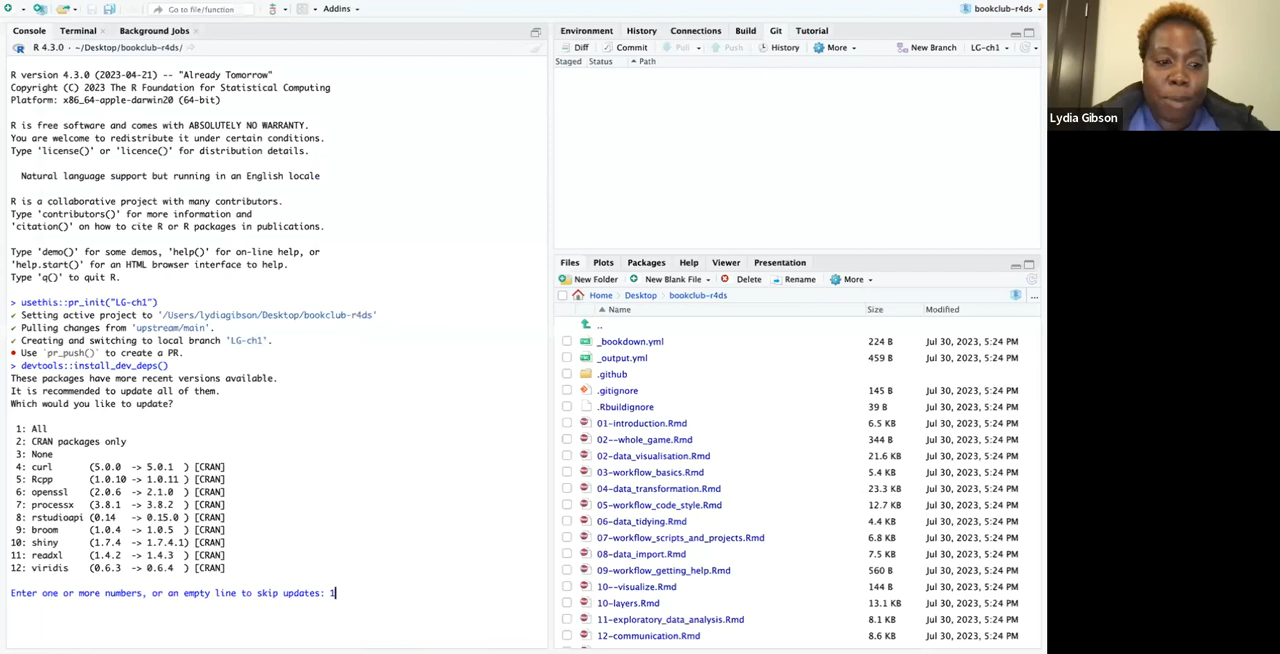 Go to file/function
Addins
bookclub-r4ds
Console Terminal Background Jobs
R 4.3.0 · ~/Desktop/bookclub-r4ds/
R version 4.3.0 (2023-04-21) -- "Already Tomorrow"
Copyright (C) 2023 The R Foundation for Statistical Computing
Platform: x86_64-apple-darwin20 (64-bit)
R is free software and comes with ABSOLUTELY NO WARRANTY.
You are welcome to redistribute it under certain conditions.
Type 'license()' or 'licence()' for distribution details.
Natural language support but running in an English locale
R is a collaborative project with many contributors.
Type 'contributors()' for more information and
'citation()' on how to cite R or R packages in publications.
Type 'demo()' for some demos, 'help()' for on-line help, or
'help.start()' for an HTML browser interface to help.
Type 'q()' to quit R.
> usethis::pr_init("LG-ch1")
✔ Setting active project to '/Users/lydiagibson/Desktop/bookclub-r4ds'
✔ Pulling changes from 'upstream/main'.
✔ Creating and switching to local branch 'LG-ch1'.
• Use `pr_push()` to create a PR.
> devtools::install_dev_deps()
These packages have more recent versions available.
It is recommended to update all of them.
Which would you like to update?
1: All
2: CRAN packages only
3: None
4: curl (5.0.0 -> 5.0.1 ) [CRAN]
5: Rcpp (1.0.10 -> 1.0.11 ) [CRAN]
6: openssl (2.0.6 -> 2.1.0 ) [CRAN]
7: processx (3.8.1 -> 3.8.2 ) [CRAN]
8: rstudioapi (0.14 -> 0.15.0 ) [CRAN]
9: broom (1.0.4 -> 1.0.5 ) [CRAN]
10: shiny (1.7.4 -> 1.7.4.1) [CRAN]
11: readxl (1.4.2 -> 1.4.3 ) [CRAN]
12: viridis (0.6.3 -> 0.6.4 ) [CRAN]
Enter one or more numbers, or an empty line to skip updates: 1
Environment History Connections Build Git Tutorial
Diff Commit Pull Push History More New Branch LG-ch1
Staged Status Path
Files Plots Packages Help Viewer Presentation
New Folder New Blank File Delete Rename More
Home Desktop bookclub-r4ds ...
Name Size Modified
..
_bookdown.yml 224 B Jul 30, 2023, 5:24 PM
_output.yml 459 B Jul 30, 2023, 5:24 PM
.github
.gitignore 145 B Jul 30, 2023, 5:24 PM
.Rbuildignore 39 B Jul 30, 2023, 5:24 PM
01-introduction.Rmd 6.5 KB Jul 30, 2023, 5:24 PM
02--whole_game.Rmd 344 B Jul 30, 2023, 5:24 PM
02-data_visualisation.Rmd 21.6 KB Jul 30, 2023, 5:24 PM
03-workflow_basics.Rmd 5.4 KB Jul 30, 2023, 5:24 PM
04-data_transformation.Rmd 23.3 KB Jul 30, 2023, 5:24 PM
05-workflow_code_style.Rmd 12.7 KB Jul 30, 2023, 5:24 PM
06-data_tidying.Rmd 4.4 KB Jul 30, 2023, 5:24 PM
07-workflow_scripts_and_projects.Rmd 6.8 KB Jul 30, 2023, 5:24 PM
08-data_import.Rmd 7.5 KB Jul 30, 2023, 5:24 PM
09-workflow_getting_help.Rmd 560 B Jul 30, 2023, 5:24 PM
10--visualize.Rmd 144 B Jul 30, 2023, 5:24 PM
10-layers.Rmd 13.1 KB Jul 30, 2023, 5:24 PM
11-exploratory_data_analysis.Rmd 8.1 KB Jul 30, 2023, 5:24 PM
12-communication.Rmd 8.6 KB Jul 30, 2023, 5:24 PM
Lydia Gibson